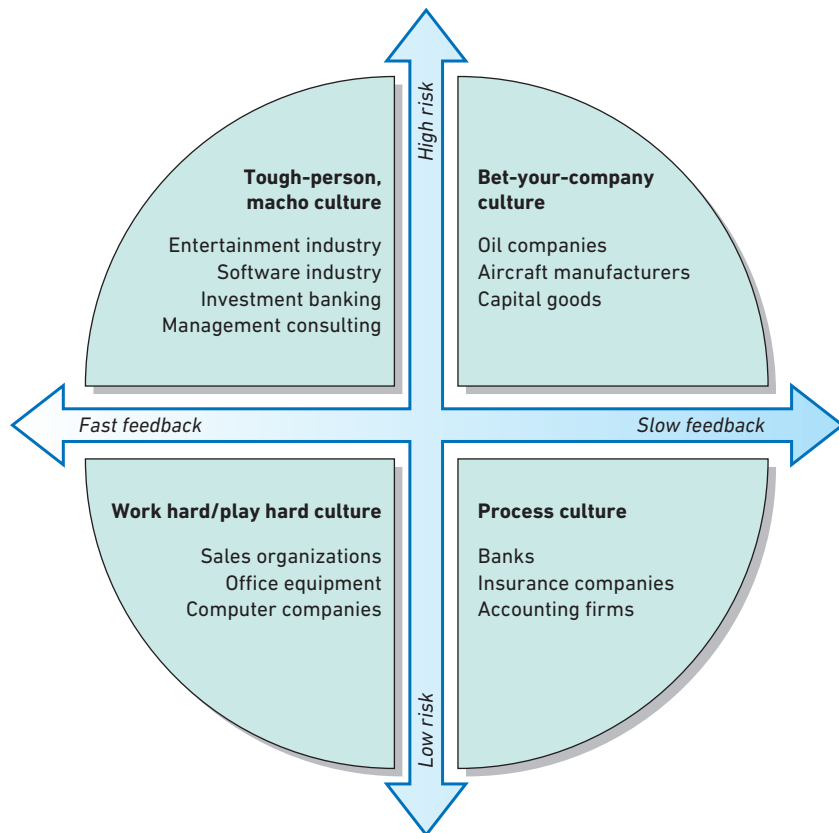 High risk
Tough-person,
macho culture
Entertainment industry
Software industry
Investment banking
Management consulting
Bet-your-company
culture
Oil companies
Aircraft manufacturers
Capital goods
Fast feedback
Slow feedback
Work hard/play hard culture
Sales organizations
Office equipment
Computer companies
Process culture
Banks
Insurance companies
Accounting firms
Low risk